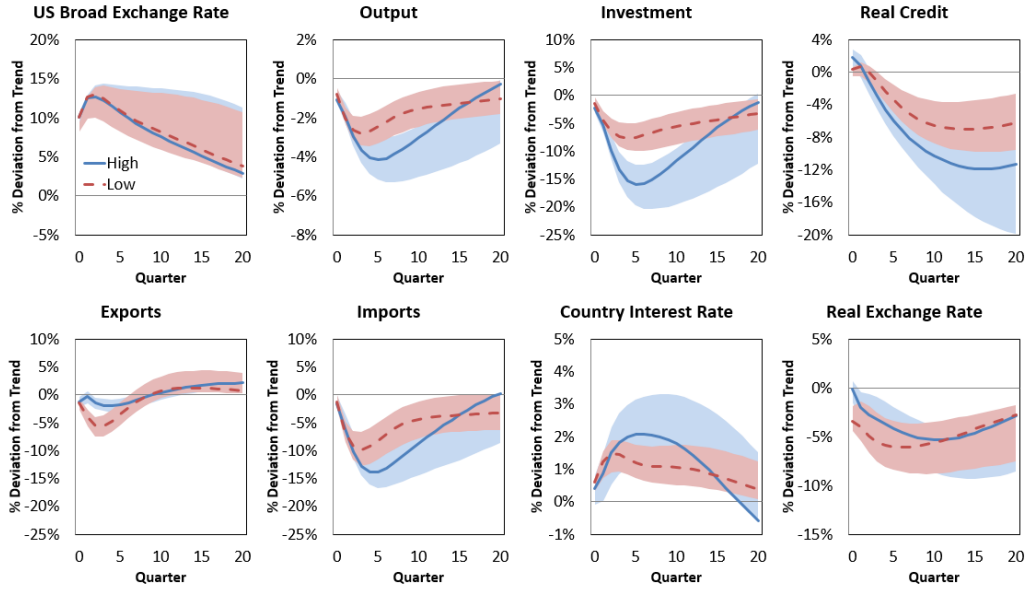 US Broad Exchange Rate
% Deviation from Trend
20%
15%
10%
5%
0%
-5%
High
Low
0 5 10 15 20
Quarter
Output
% Deviation from Trend
2%
0%
-2%
-4%
-6%
-8%
0 5 10 15 20
Quarter
Investment
% Deviation from Trend
10%
5%
0%
-5%
-10%
-15%
-20%
-25%
0 5 10 15 20
Quarter
Real Credit
% Deviation from Trend
4%
0%
-4%
-8%
-12%
-16%
-20%
0 5 10 15 20
Quarter
Exports
% Deviation from Trend
10%
5%
0%
-5%
-10%
-15%
-20%
-25%
0 5 10 15 20
Quarter
Imports
% Deviation from Trend
10%
5%
0%
-5%
-10%
-15%
-20%
-25%
0 5 10 15 20
Quarter
Country Interest Rate
% Deviation from Trend
5%
4%
3%
2%
1%
0%
-1%
0 5 10 15 20
Quarter
Real Exchange Rate
% Deviation from Trend
5%
0%
-5%
-10%
-15%
0 5 10 15 20
Quarter